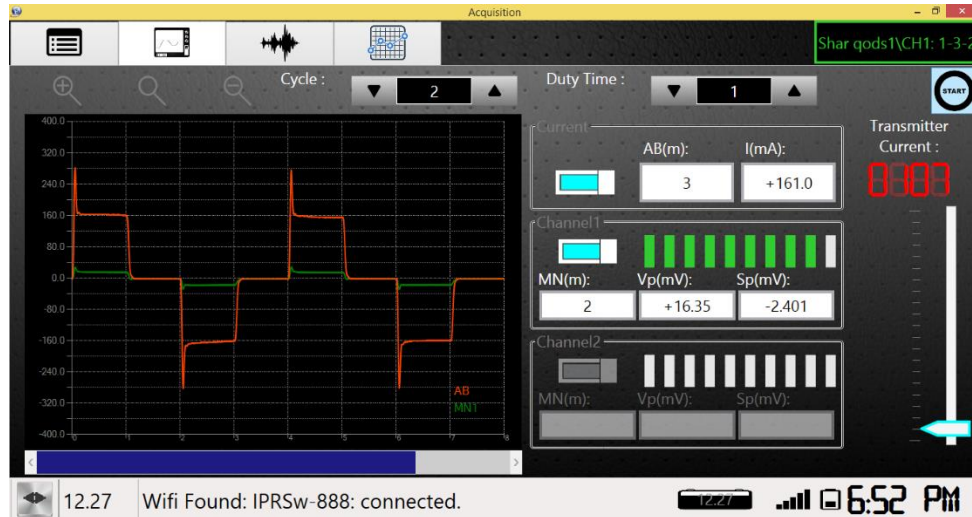 Acquisition
Shar qods1\CH1: 1-3-2
Cycle : 2
Duty Time : 1
START
Transmitter
Current :
Current
AB(m): I(mA):
3 +161.0
Channel1
MN(m): Vp(mV): Sp(mV):
2 +16.35 -2.401
Channel2
MN(m): Vp(mV): Sp(mV):
400.0
320.0
240.0
160.0
80.0
0.0
-80.0
-160.0
-240.0
-320.0
-400.0
0 1 2 3 4 5 6 7 8
AB
MN1
12.27 Wifi Found: IPRSw-888: connected.
12.27
6:52 PM